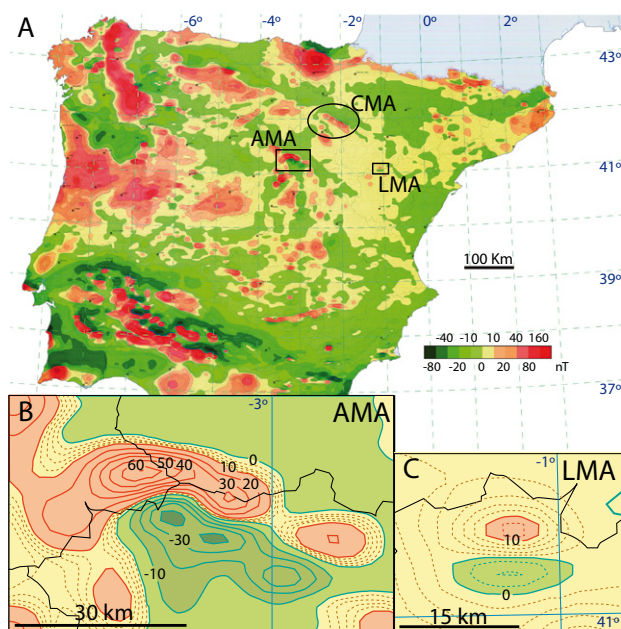 A
-6° -4° -2° 0° 2°
43°
CMA
AMA
41°
LMA
100 Km
39°
-40 -10 10 40 160
-80 -20 0 20 80 nT
37°
B
-3°
AMA
0
10
60 50 40
30 20
-30
-10
30 km
C
-1°
LMA
10
0
15 km
41°